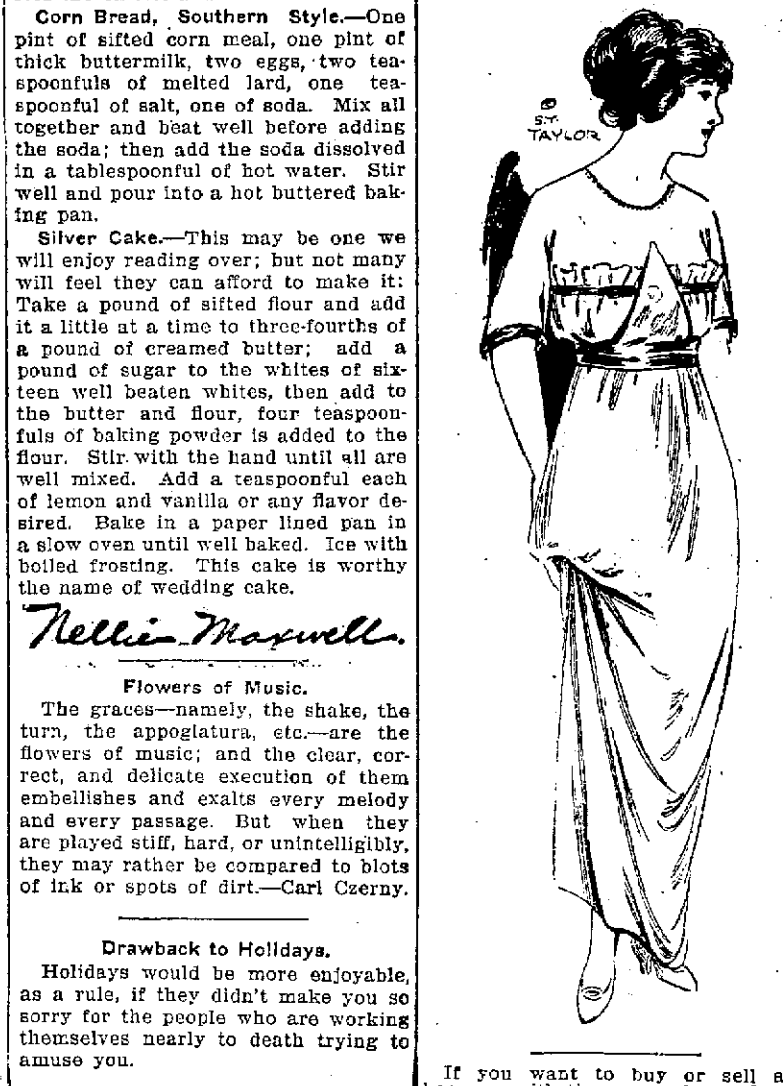 Corn Bread, Southern Style.—One
pint of sifted corn meal, one pint of
thick buttermilk, two eggs, two tea-
spoonfuls of melted lard, one tea-
spoonful of salt, one of soda. Mix all
together and beat well before adding
the soda; then add the soda dissolved
in a tablespoonful of hot water. Stir
well and pour into a hot buttered bak-
ing pan.
Silver Cake.—This may be one we
will enjoy reading over; but not many
will feel they can afford to make it:
Take a pound of sifted flour and add
it a little at a time to three-fourths of
a pound of creamed butter; add a
pound of sugar to the whites of six-
teen well beaten whites, then add to
the butter and flour, four teaspoon-
fuls of baking powder is added to the
flour. Stir with the hand until all are
well mixed. Add a teaspoonful each
of lemon and vanilla or any flavor de-
sired. Bake in a paper lined pan in
a slow oven until well baked. Ice with
boiled frosting. This cake is worthy
the name of wedding cake.
Nellie Maxwell.
Flowers of Music.
The graces—namely, the shake, the
turn, the appoglatura, etc.—are the
flowers of music; and the clear, cor-
rect, and delicate execution of them
embellishes and exalts every melody
and every passage. But when they
are played stiff, hard, or unintelligibly,
they may rather be compared to blots
of ink or spots of dirt.—Carl Czerny.
Drawback to Holidays.
Holidays would be more enjoyable,
as a rule, if they didn't make you so
sorry for the people who are working
themselves nearly to death trying to
amuse you.
© S.T.
TAYLOR
If you want to buy or sell a